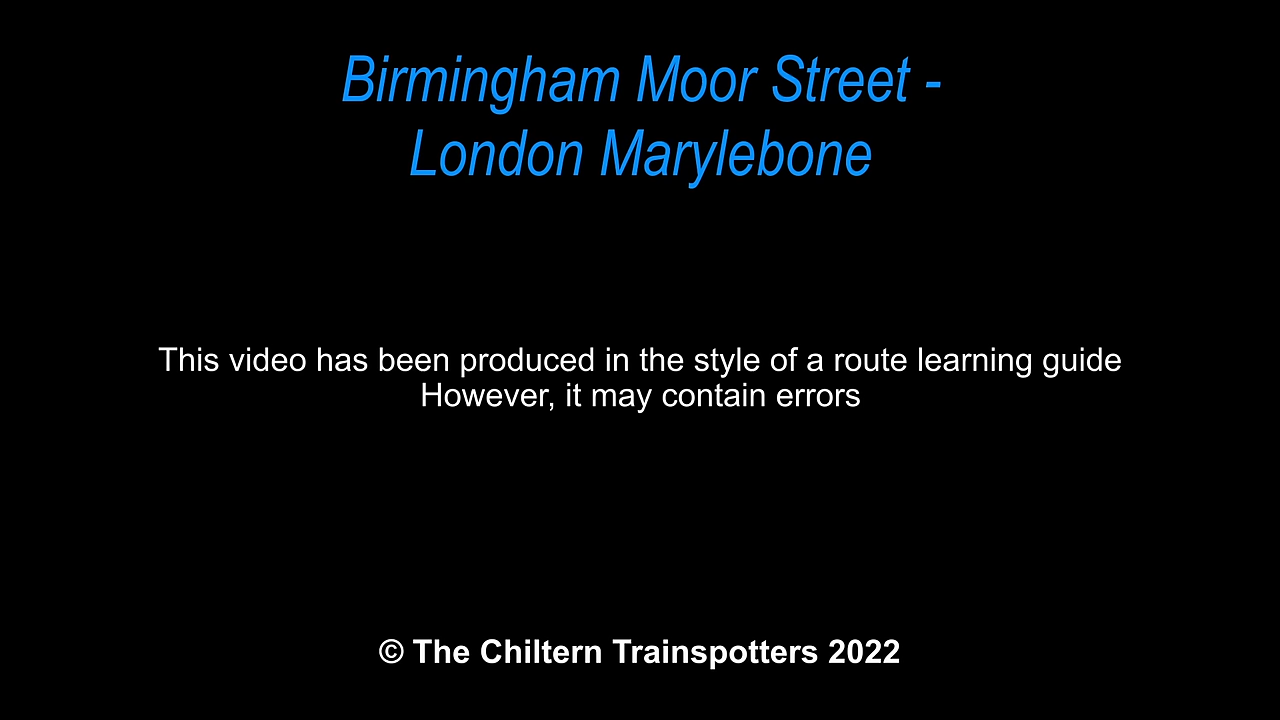 Birmingham Moor Street -
London Marylebone
This video has been produced in the style of a route learning guide
However, it may contain errors
© The Chiltern Trainspotters 2022